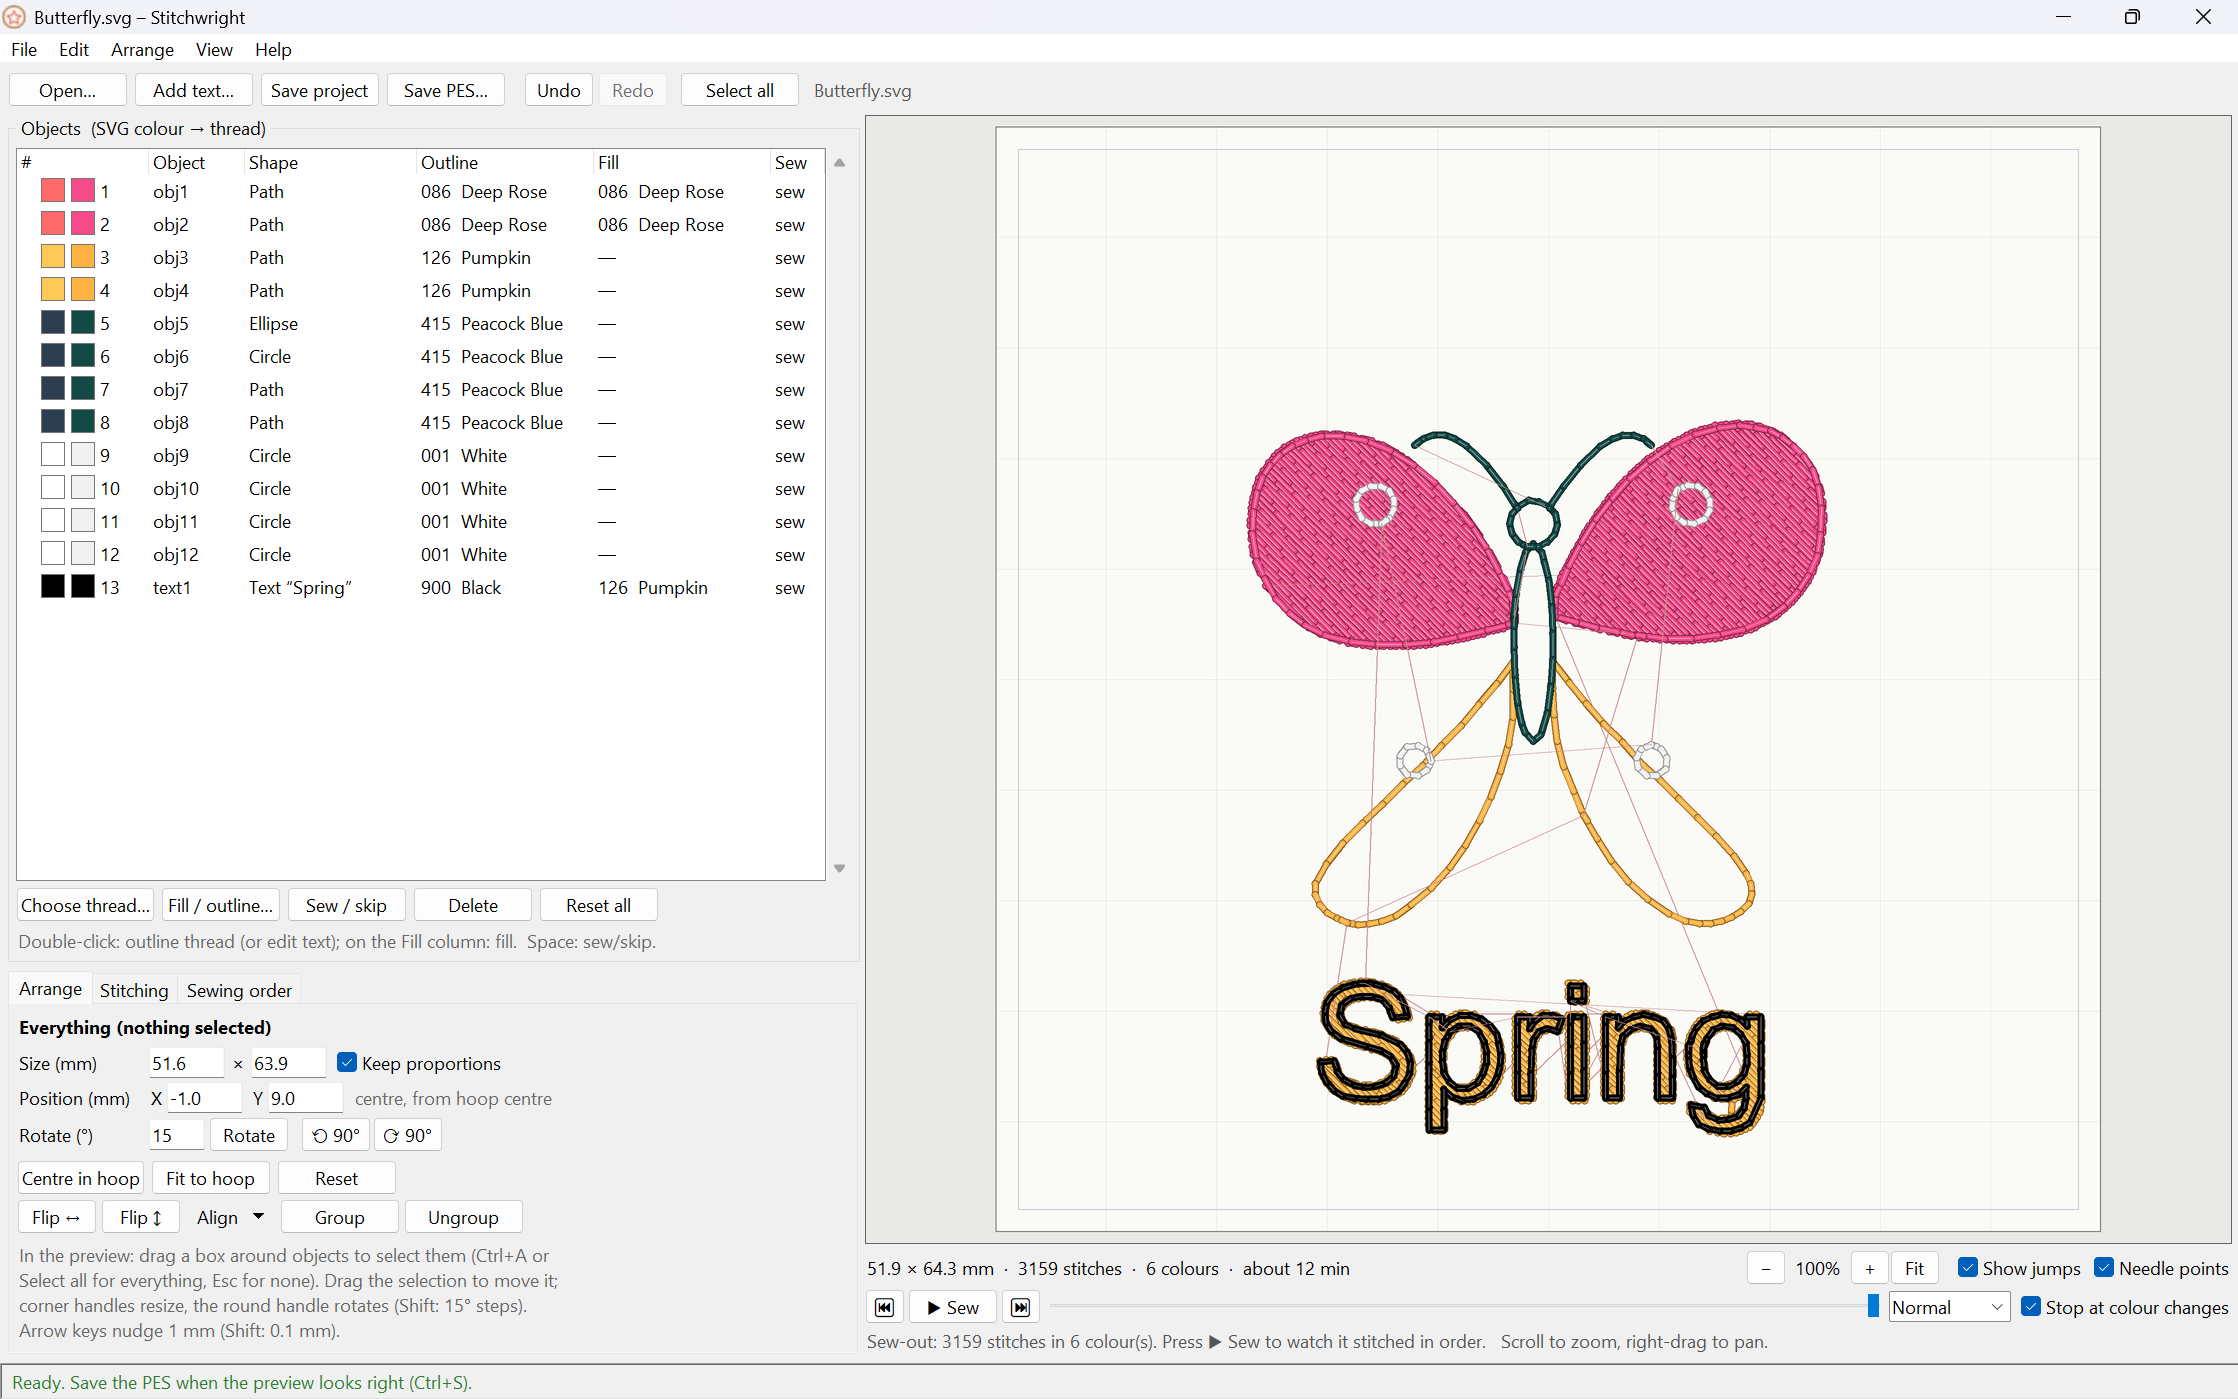 Butterfly.svg – Stitchwright
File Edit Arrange View Help
Open... Add text... Save project Save PES... Undo Redo Select all Butterfly.svg
Objects (SVG colour → thread)
# Object Shape Outline Fill Sew
1 obj1 Path 086 Deep Rose 086 Deep Rose sew
2 obj2 Path 086 Deep Rose 086 Deep Rose sew
3 obj3 Path 126 Pumpkin — sew
4 obj4 Path 126 Pumpkin — sew
5 obj5 Ellipse 415 Peacock Blue — sew
6 obj6 Circle 415 Peacock Blue — sew
7 obj7 Path 415 Peacock Blue — sew
8 obj8 Path 415 Peacock Blue — sew
9 obj9 Circle 001 White — sew
10 obj10 Circle 001 White — sew
11 obj11 Circle 001 White — sew
12 obj12 Circle 001 White — sew
13 text1 Text “Spring” 900 Black 126 Pumpkin sew
Choose thread... Fill / outline... Sew / skip Delete Reset all
Double-click: outline thread (or edit text); on the Fill column: fill. Space: sew/skip.
Arrange Stitching Sewing order
Everything (nothing selected)
Size (mm) 51.6 × 63.9 Keep proportions
Position (mm) X -1.0 Y 9.0 centre, from hoop centre
Rotate (°) 15 Rotate 90° 90°
Centre in hoop Fit to hoop Reset
Flip ↔ Flip ↕ Align Group Ungroup
In the preview: drag a box around objects to select them (Ctrl+A or
Select all for everything, Esc for none). Drag the selection to move it;
corner handles resize, the round handle rotates (Shift: 15° steps).
Arrow keys nudge 1 mm (Shift: 0.1 mm).
Spring
51.9 × 64.3 mm · 3159 stitches · 6 colours · about 12 min − 100% + Fit Show jumps Needle points
Sew Normal Stop at colour changes
Sew-out: 3159 stitches in 6 colour(s). Press ▶ Sew to watch it stitched in order. Scroll to zoom, right-drag to pan.
Ready. Save the PES when the preview looks right (Ctrl+S).